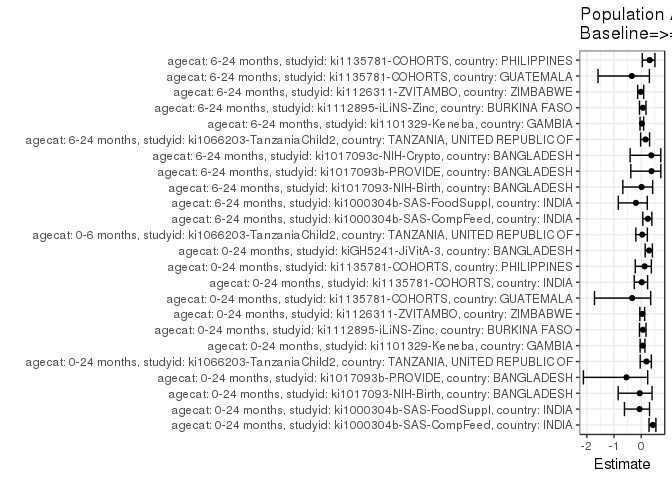 Population A
Baseline=>=
agecat: 6-24 months, studyid: ki1135781-COHORTS, country: PHILIPPINES
agecat: 6-24 months, studyid: ki1135781-COHORTS, country: GUATEMALA
agecat: 6-24 months, studyid: ki1126311-ZVITAMBO, country: ZIMBABWE
agecat: 6-24 months, studyid: ki1112895-iLiNS-Zinc, country: BURKINA FASO
agecat: 6-24 months, studyid: ki1101329-Keneba, country: GAMBIA
agecat: 6-24 months, studyid: ki1066203-TanzaniaChild2, country: TANZANIA, UNITED REPUBLIC OF
agecat: 6-24 months, studyid: ki1017093c-NIH-Crypto, country: BANGLADESH
agecat: 6-24 months, studyid: ki1017093b-PROVIDE, country: BANGLADESH
agecat: 6-24 months, studyid: ki1017093-NIH-Birth, country: BANGLADESH
agecat: 6-24 months, studyid: ki1000304b-SAS-FoodSuppl, country: INDIA
agecat: 6-24 months, studyid: ki1000304b-SAS-CompFeed, country: INDIA
agecat: 0-6 months, studyid: ki1066203-TanzaniaChild2, country: TANZANIA, UNITED REPUBLIC OF
agecat: 0-24 months, studyid: kiGH5241-JiVitA-3, country: BANGLADESH
agecat: 0-24 months, studyid: ki1135781-COHORTS, country: PHILIPPINES
agecat: 0-24 months, studyid: ki1135781-COHORTS, country: INDIA
agecat: 0-24 months, studyid: ki1135781-COHORTS, country: GUATEMALA
agecat: 0-24 months, studyid: ki1126311-ZVITAMBO, country: ZIMBABWE
agecat: 0-24 months, studyid: ki1112895-iLiNS-Zinc, country: BURKINA FASO
agecat: 0-24 months, studyid: ki1101329-Keneba, country: GAMBIA
agecat: 0-24 months, studyid: ki1066203-TanzaniaChild2, country: TANZANIA, UNITED REPUBLIC OF
agecat: 0-24 months, studyid: ki1017093b-PROVIDE, country: BANGLADESH
agecat: 0-24 months, studyid: ki1017093-NIH-Birth, country: BANGLADESH
agecat: 0-24 months, studyid: ki1000304b-SAS-FoodSuppl, country: INDIA
agecat: 0-24 months, studyid: ki1000304b-SAS-CompFeed, country: INDIA
-2 -1 0
Estimate